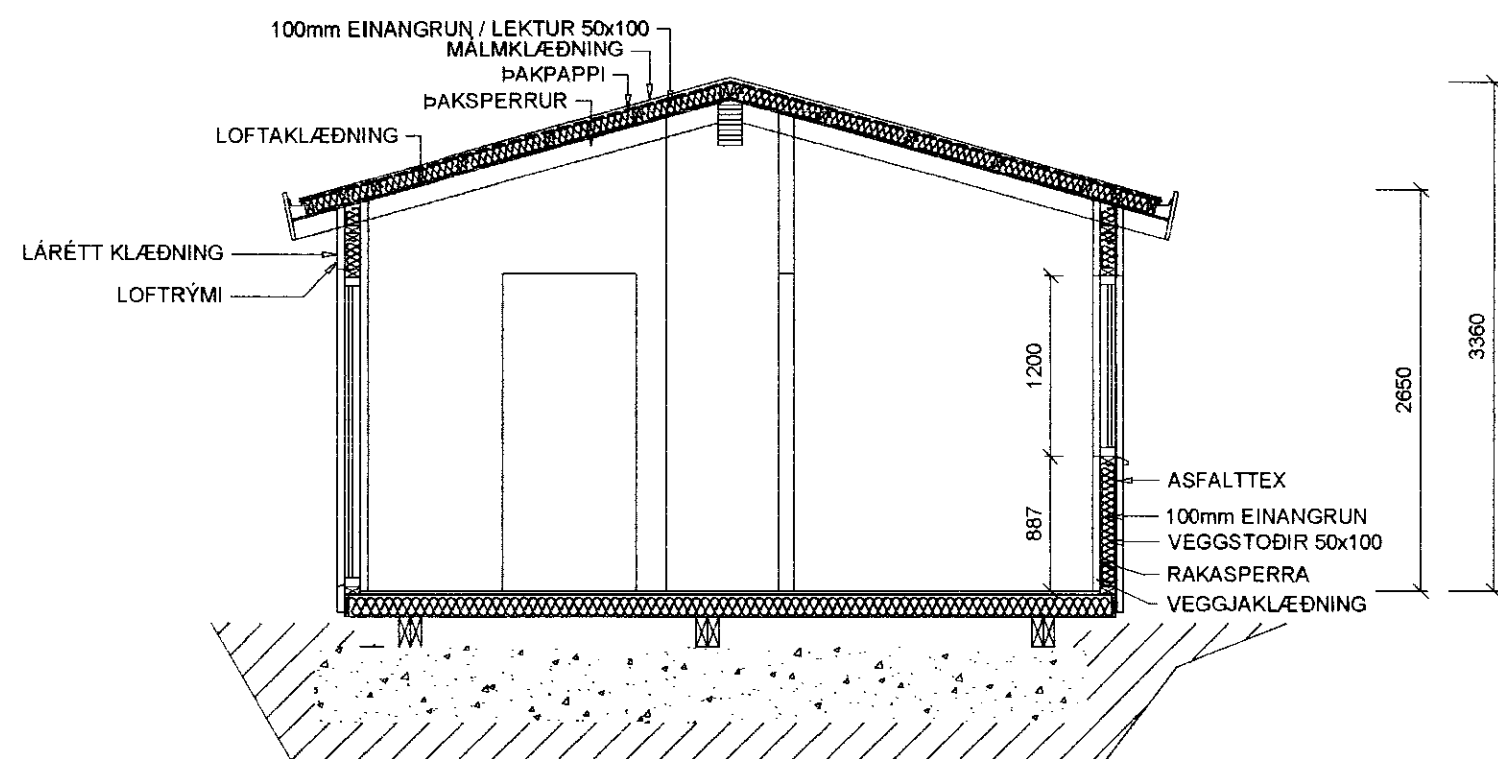 100mm EINANGRUN / LEKTUR 50x100
MÁLMKLÆÐNING
ÞAKPAPPI
ÞAKSPERRUR
LOFTAKLÆÐNING
LÁRÉTT KLÆÐNING
LOFTRÝMI
1200
887
2650
3360
ASFALTTEX
100mm EINANGRUN
VEGGSTOÐIR 50x100
RAKASPERRA
VEGGJAKLÆÐNING